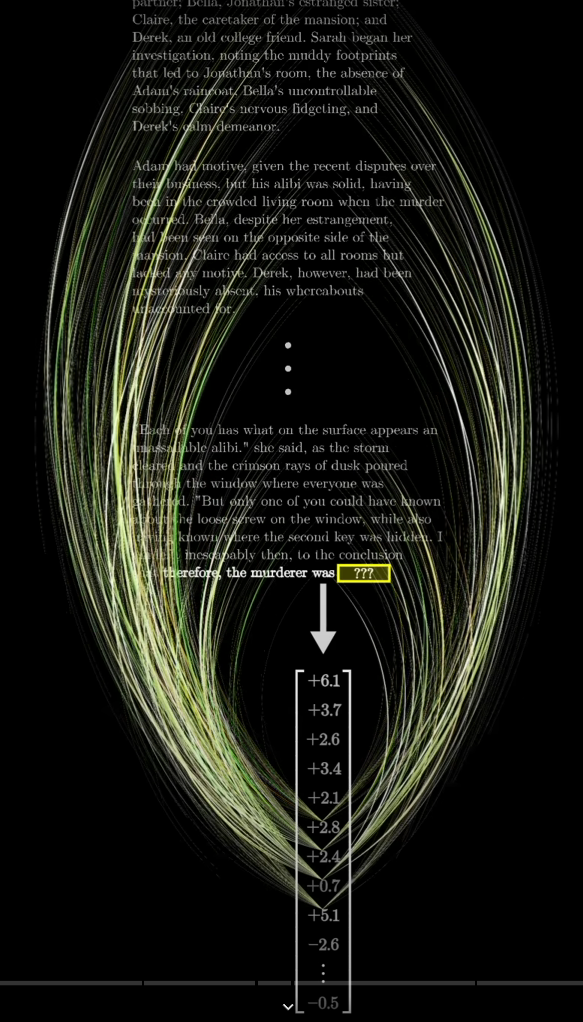 partner; Bella, Jonathan's estranged sister;
Claire, the caretaker of the mansion; and
Derek, an old college friend. Sarah began her
investigation, noting the muddy footprints
that led to Jonathan's room, the absence of
Adam's raincoat, Bella's uncontrollable
sobbing, Claire's nervous fidgeting, and
Derek's calm demeanor.
Adam had motive, given the recent disputes over
their business, but his alibi was solid, having
been in the crowded living room when the murder
occurred. Bella, despite her estrangement,
had been seen on the opposite side of the
mansion. Claire had access to all rooms but
lacked any motive. Derek, however, had been
mysteriously absent, his whereabouts
unaccounted for.
"Each of you has what on the surface appears an
unassailable alibi." she said, as the storm
cleared and the crimson rays of dusk poured
through the window where everyone was
gathered. "But only one of you could have known
about the loose screw on the window, while also
having known where the second key was hidden. I
inescapably then, to the conclusion
therefore, the murderer was ???
+6.1
+3.7
+2.6
+3.4
+2.1
+2.8
+2.4
+0.7
+5.1
−2.6
⋮
−0.5